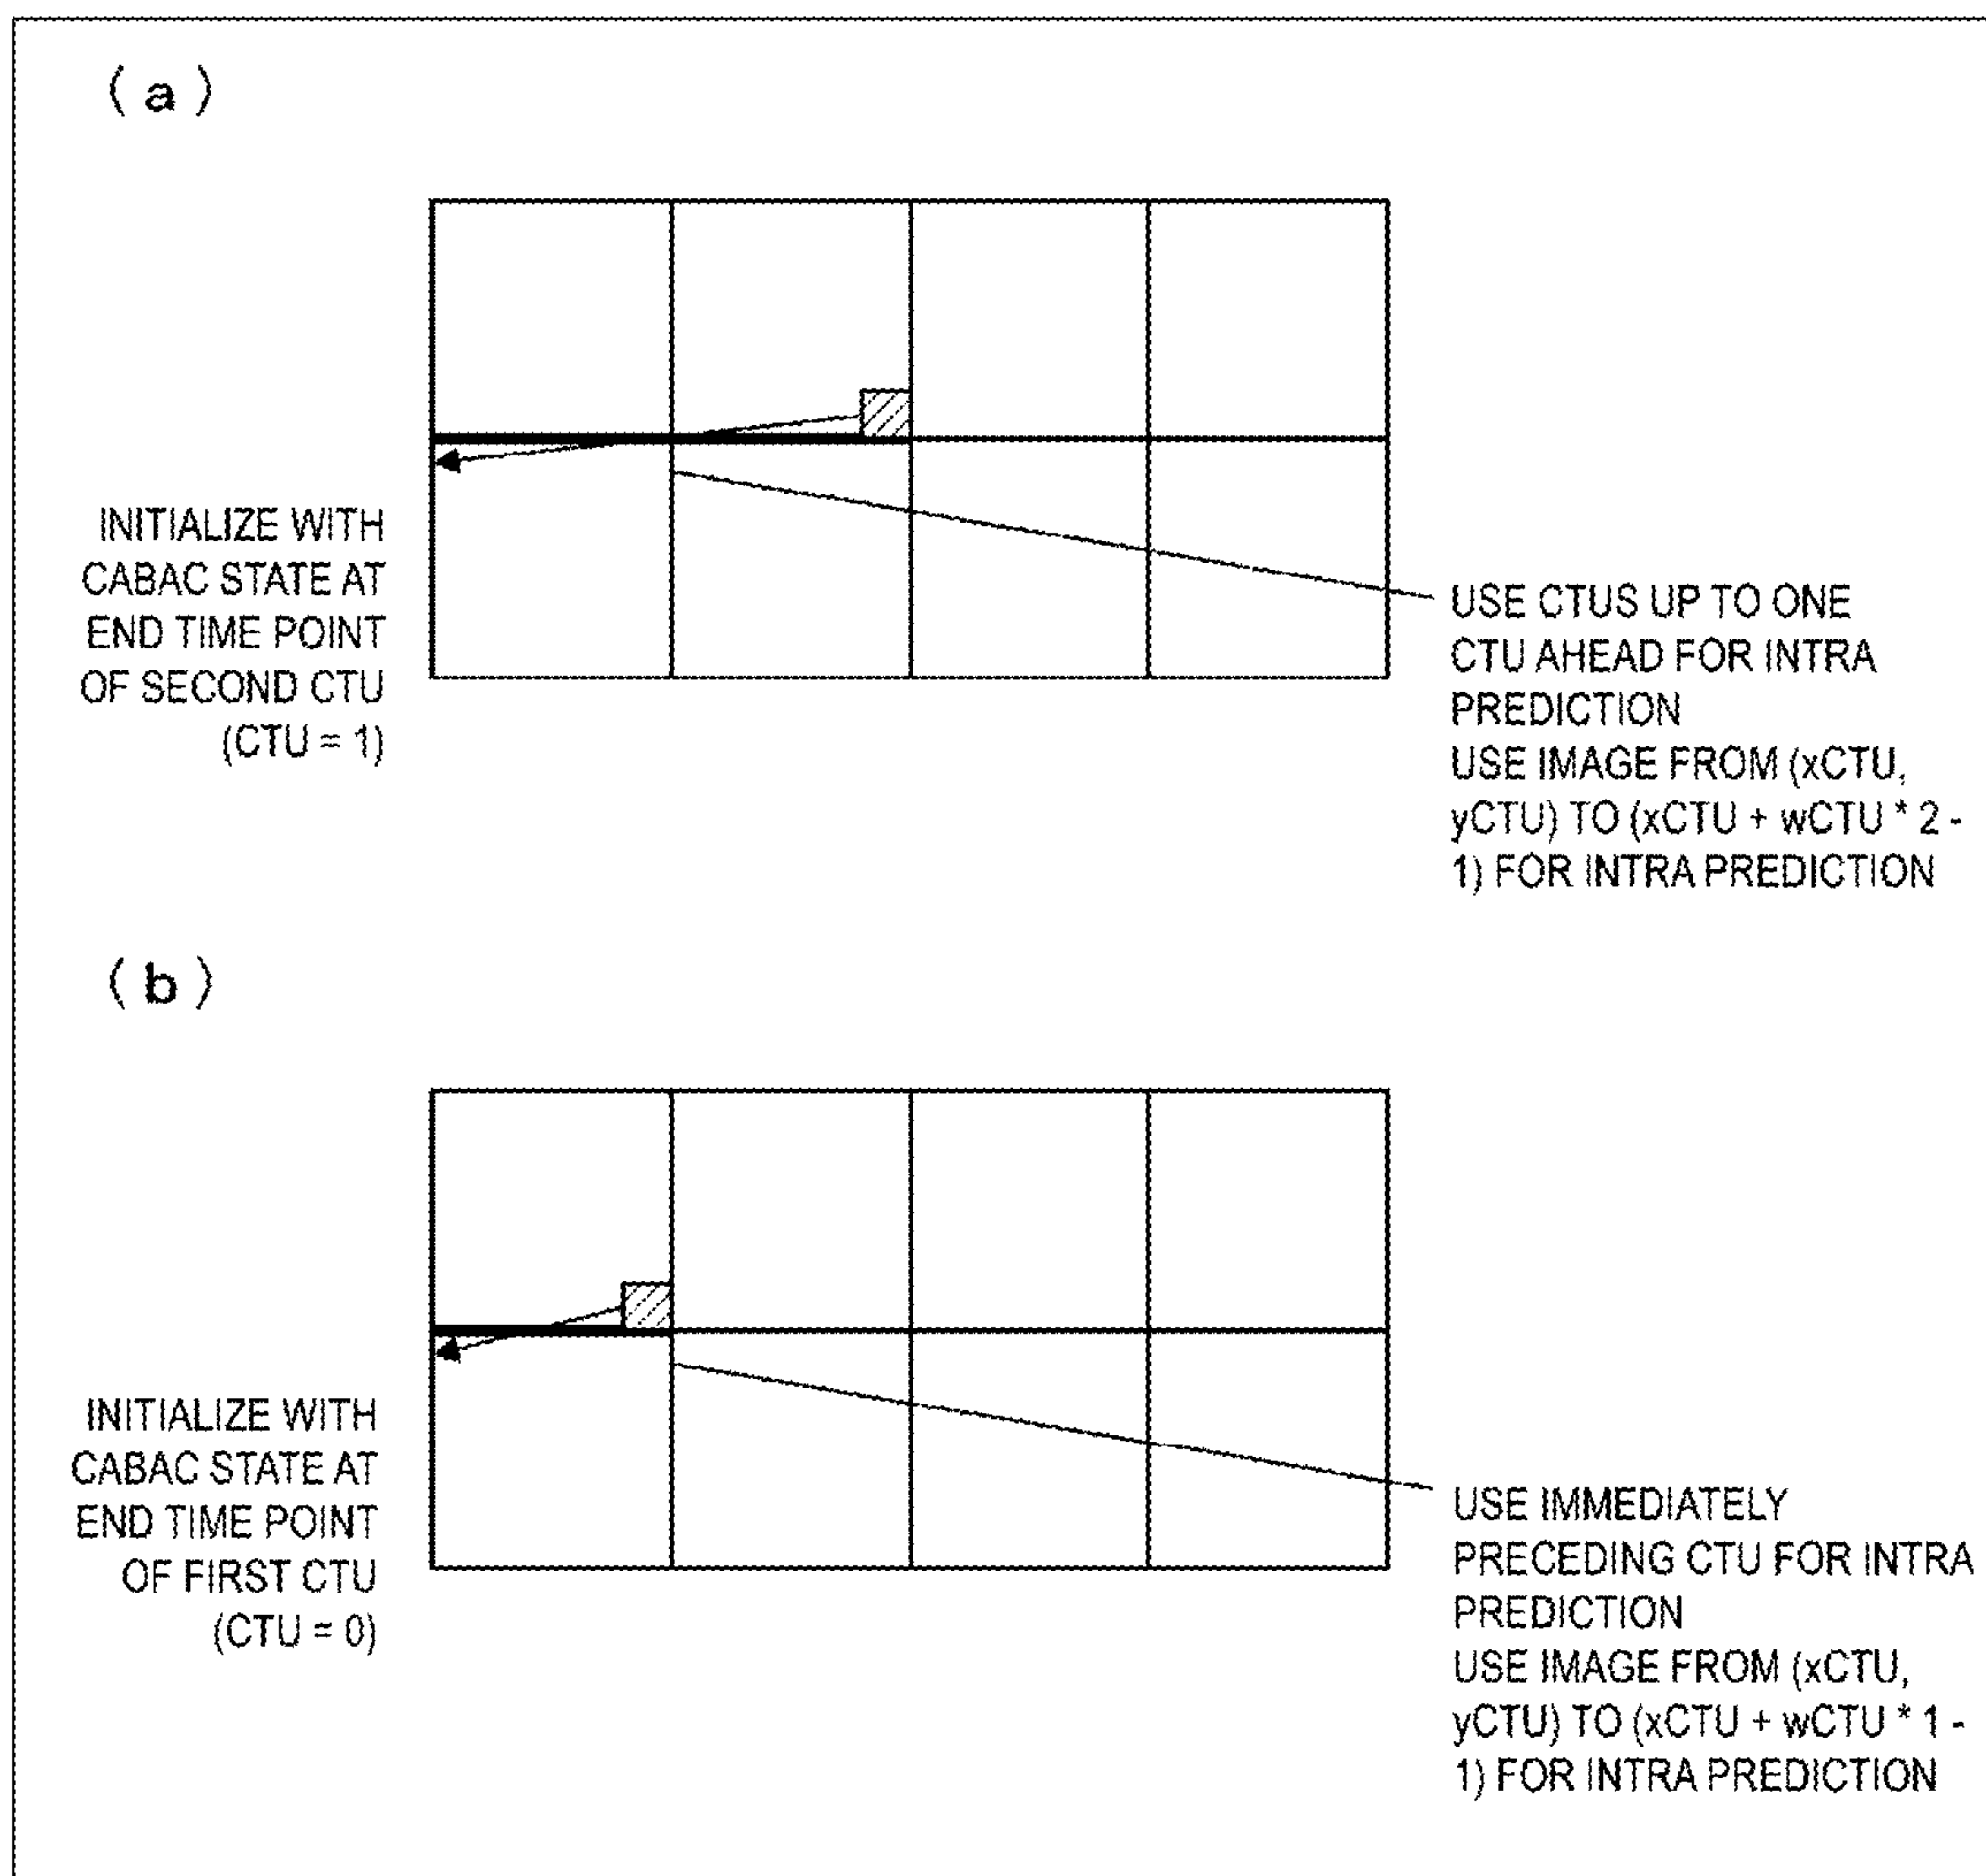 ( a )
INITIALIZE WITH
CABAC STATE AT
END TIME POINT
OF SECOND CTU
(CTU = 1)
USE CTUS UP TO ONE
CTU AHEAD FOR INTRA
PREDICTION
USE IMAGE FROM (xCTU,
yCTU) TO (xCTU + wCTU * 2 -
1) FOR INTRA PREDICTION
( b )
INITIALIZE WITH
CABAC STATE AT
END TIME POINT
OF FIRST CTU
(CTU = 0)
USE IMMEDIATELY
PRECEDING CTU FOR INTRA
PREDICTION
USE IMAGE FROM (xCTU,
yCTU) TO (xCTU + wCTU * 1 -
1) FOR INTRA PREDICTION